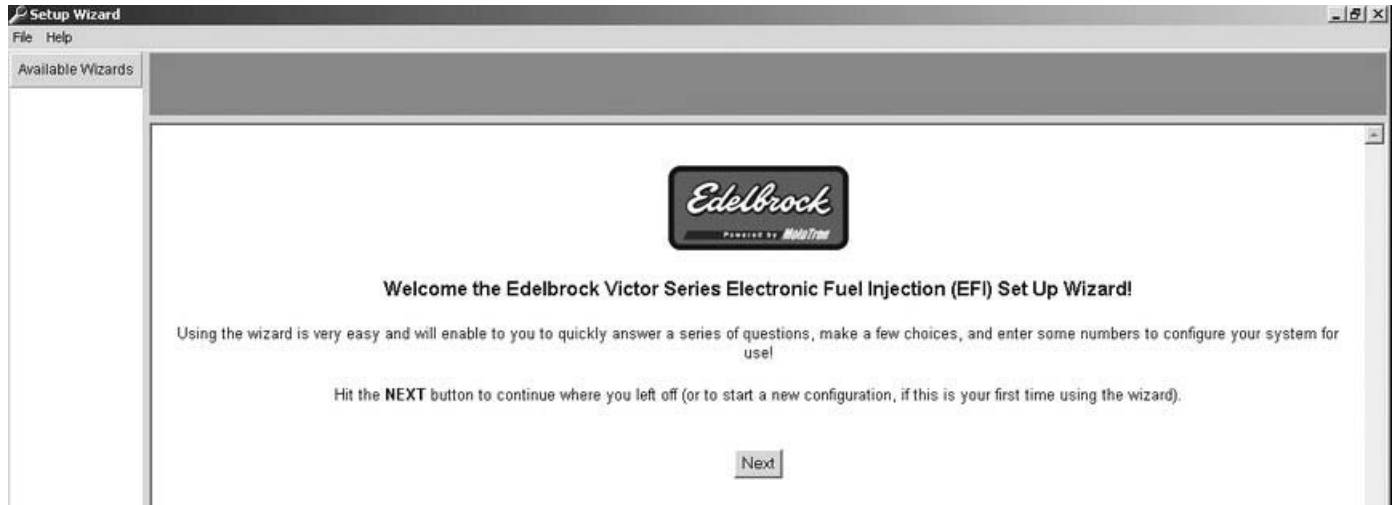 Setup Wizard
File Help
Available Wizards
Edelbrock
Powered by MotoTron
Welcome the Edelbrock Victor Series Electronic Fuel Injection (EFI) Set Up Wizard!
Using the wizard is very easy and will enable to you to quickly answer a series of questions, make a few choices, and enter some numbers to configure your system for
use!
Hit the NEXT button to continue where you left off (or to start a new configuration, if this is your first time using the wizard).
Next